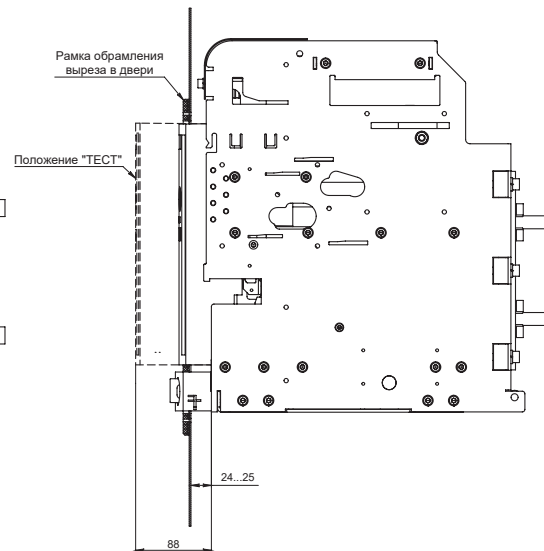 Рамка обрамления
выреза в двери
Положение "ТЕСТ"
24...25
88